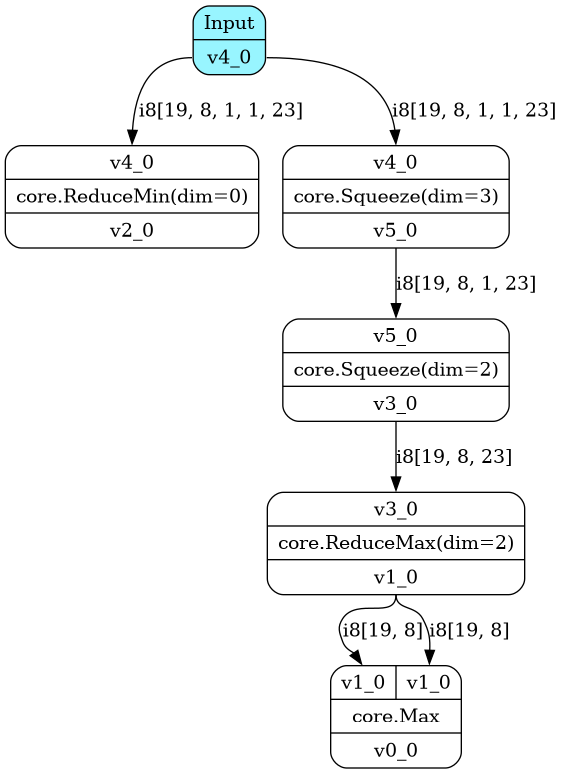 Input
v4_0
i8[19, 8, 1, 1, 23]
i8[19, 8, 1, 1, 23]
v4_0
core.ReduceMin(dim=0)
v2_0
v4_0
core.Squeeze(dim=3)
v5_0
i8[19, 8, 1, 23]
v5_0
core.Squeeze(dim=2)
v3_0
i8[19, 8, 23]
v3_0
core.ReduceMax(dim=2)
v1_0
i8[19, 8]
i8[19, 8]
v1_0
v1_0
core.Max
v0_0